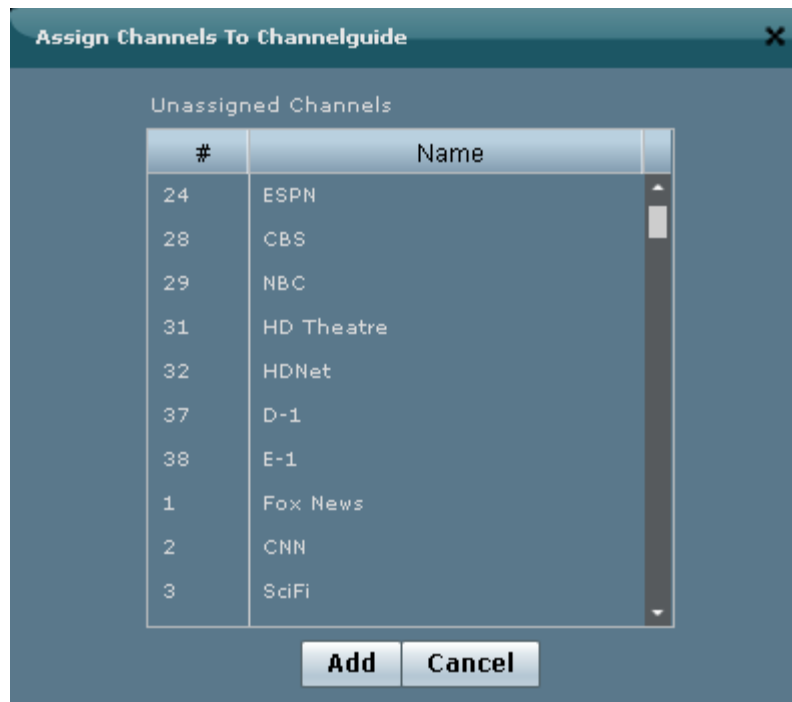 Assign Channels To Channelguide
Unassigned Channels
# Name
24 ESPN
28 CBS
29 NBC
31 HD Theatre
32 HDNet
37 D-1
38 E-1
1 Fox News
2 CNN
3 SciFi
Add Cancel